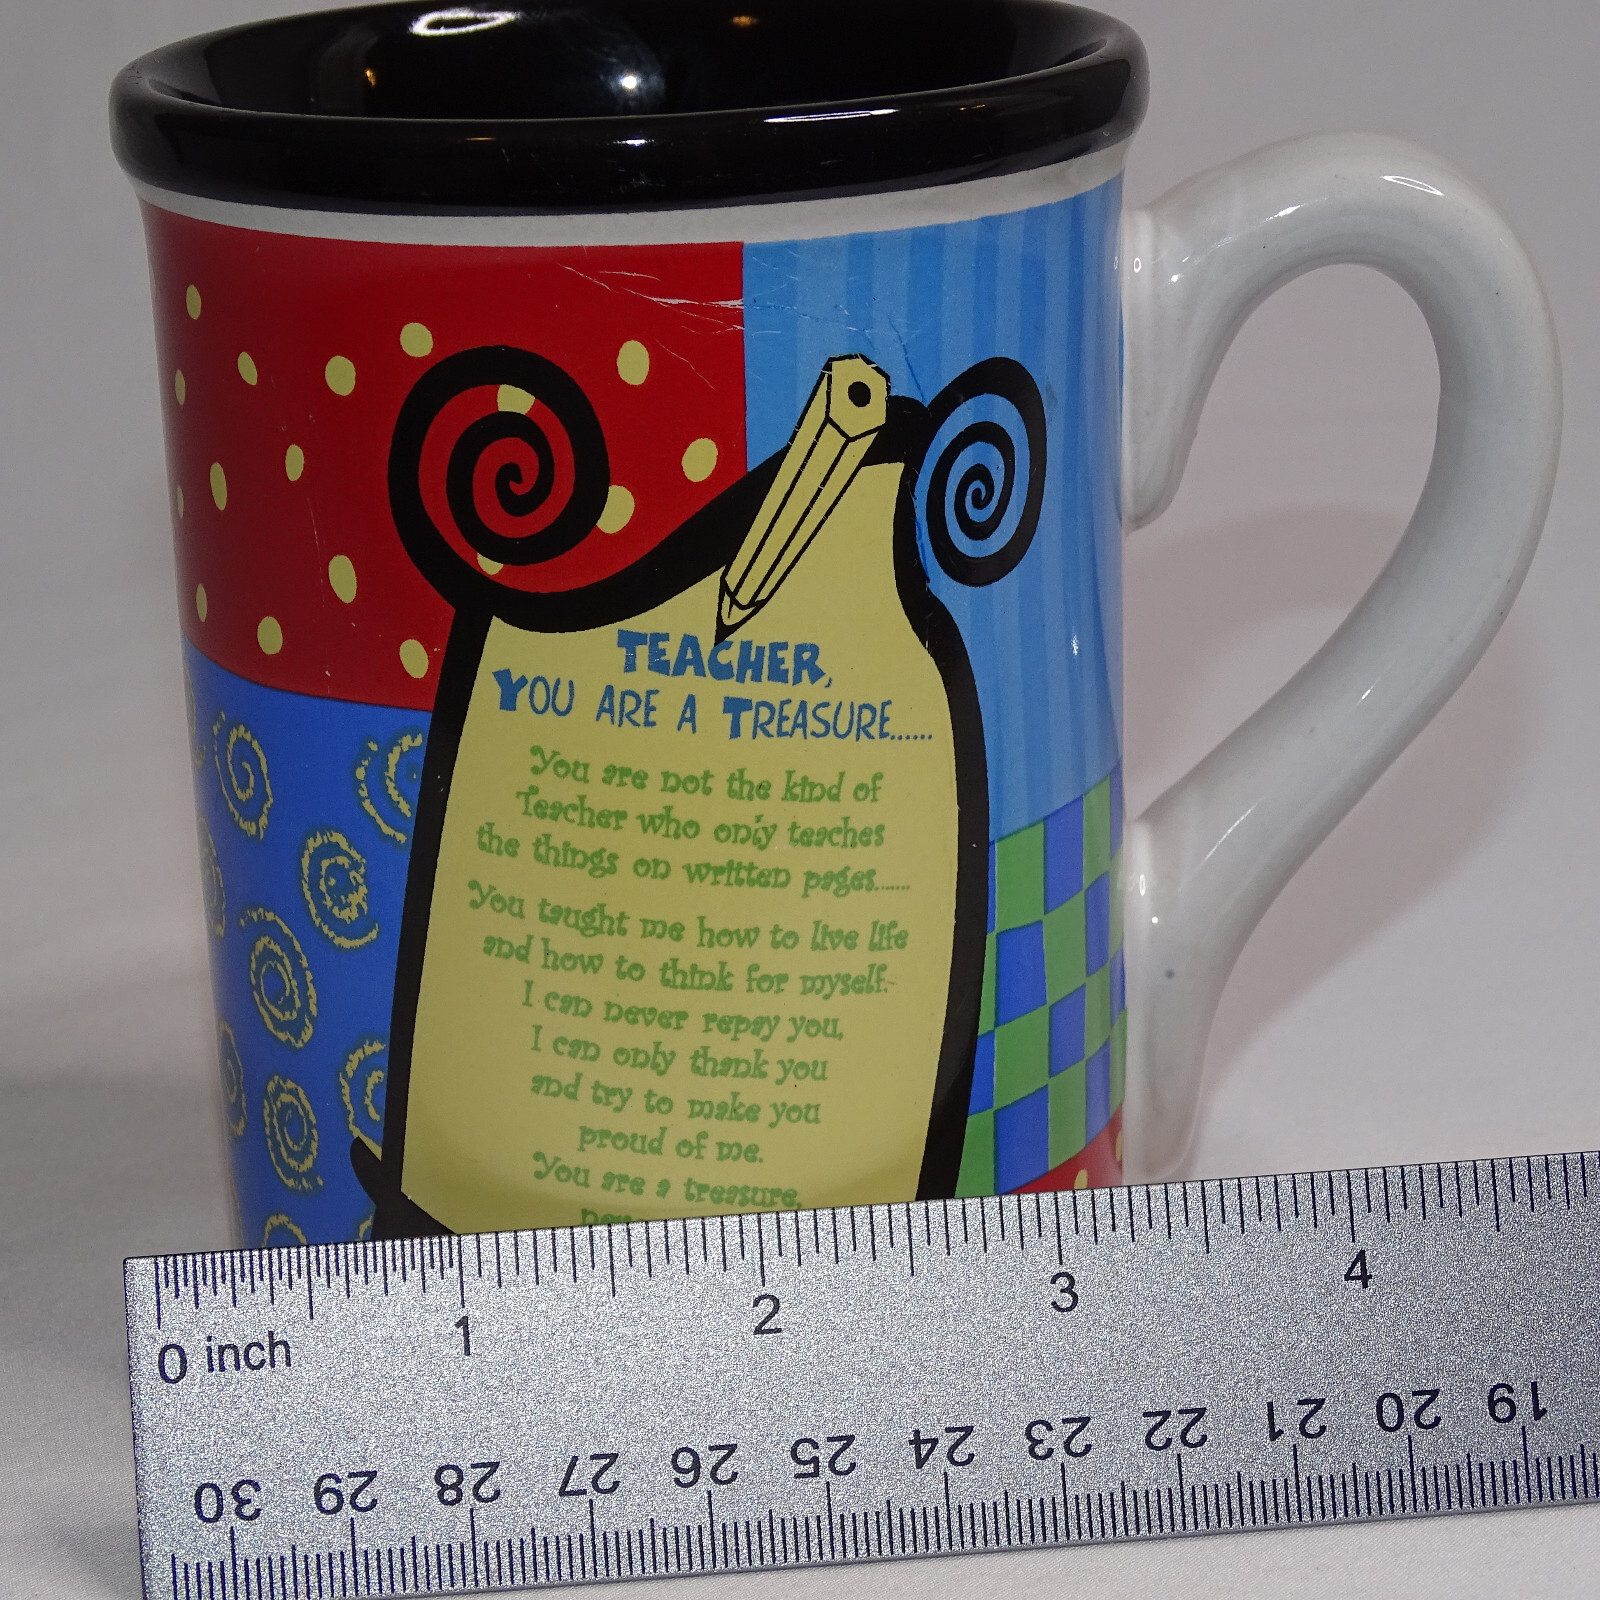 TEACHER,
YOU ARE A TREASURE......
You are not the kind of
Teacher who only teaches
the things on written pages.......
You taught me how to live life
and how to think for myself.
I can never repay you,
I can only thank you
and try to make you
proud of me.
You are a treasure,
0 inch 1 2 3 4
30 29 28 27 26 25 24 23 22 21 20 19